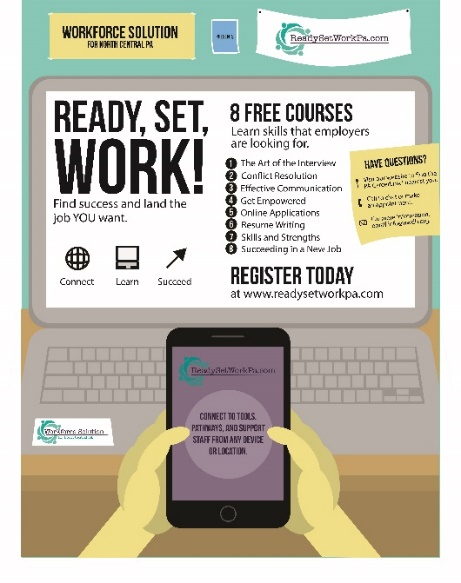 WORKFORCE SOLUTION
FOR NORTH CENTRAL PA
ReadySetWorkPa.com
READY, SET,
WORK!
Find success and land the
job YOU want.
Connect
Learn
Succeed
8 FREE COURSES
Learn skills that employers
are looking for.
1 The Art of the Interview
2 Conflict Resolution
3 Effective Communication
4 Get Empowered
5 Online Applications
6 Resume Writing
7 Skills and Strengths
8 Succeeding in a New Job
REGISTER TODAY
at www.readysetworkpa.com
HAVE QUESTIONS?
ReadySetWorkPa.com
CONNECT TO TOOLS,
PATHWAYS, AND SUPPORT
STAFF FROM ANY DEVICE
OR LOCATION.
Workforce Solution